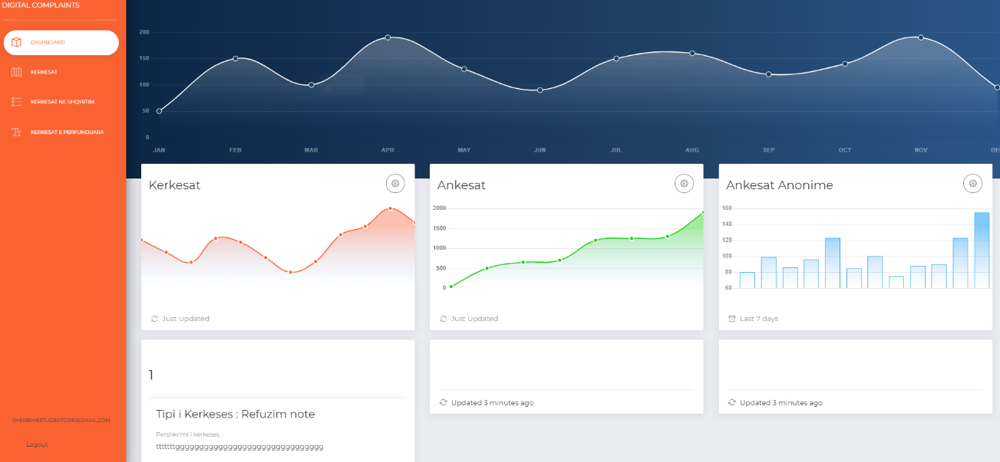 DIGITAL COMPLAINTS
DASHBOARD
KERKESAT
KERKESAT NE SHQYRTIM
KERKESAT E PERFUNDUARA
SHERBIMESTUDENTORE@GMAIL.COM
Logout
200
150
100
50
0
JAN FEB MAR APR MAY JUN JUL AUG SEP OCT NOV DE
Kerkesat
Just Updated
Ankesat
2000
1500
1000
500
0
Just Updated
Ankesat Anonime
160
140
120
100
80
60
Last 7 days
1
Tipi i Kerkeses : Refuzim note
Pershkrimi i kerkeses :
tttttttggggggggggggggggggggggggggggggggg
Updated 3 minutes ago
Updated 3 minutes ago